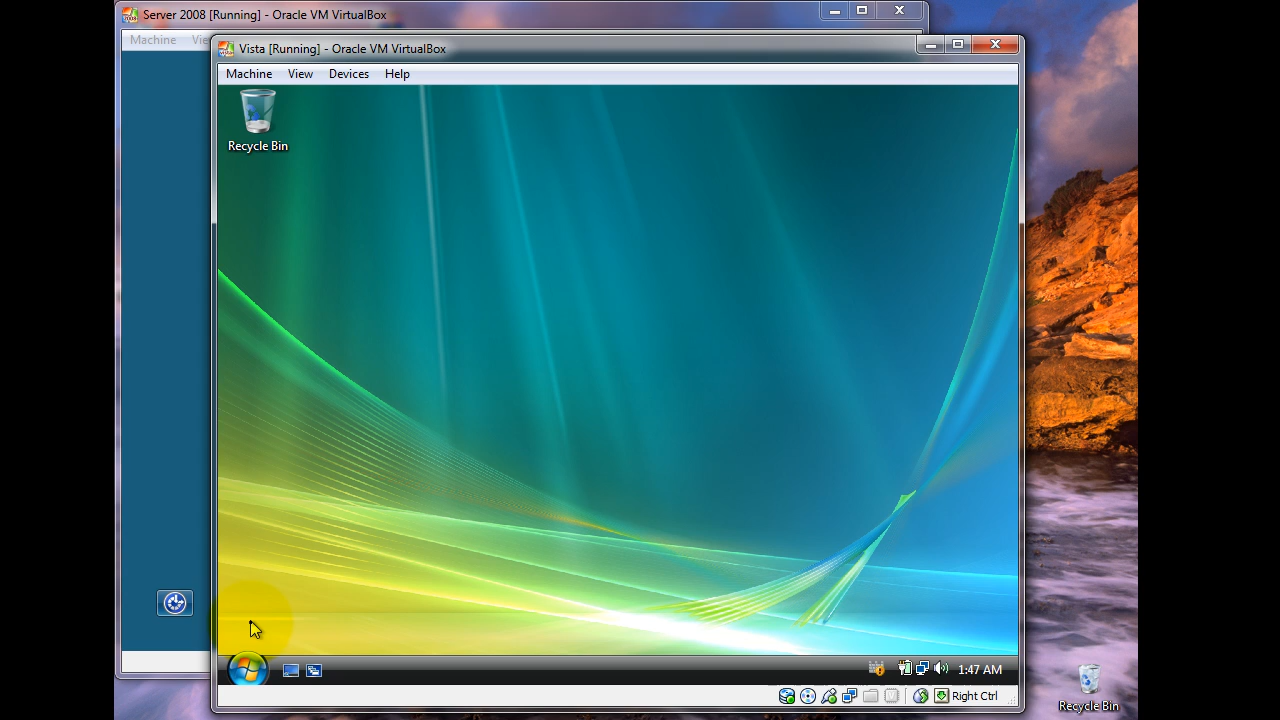 Server 2008 [Running] - Oracle VM VirtualBox
Machine
Vista [Running] - Oracle VM VirtualBox
Machine View Devices Help
Recycle Bin
1:47 AM
Right Ctrl
Recycle Bin